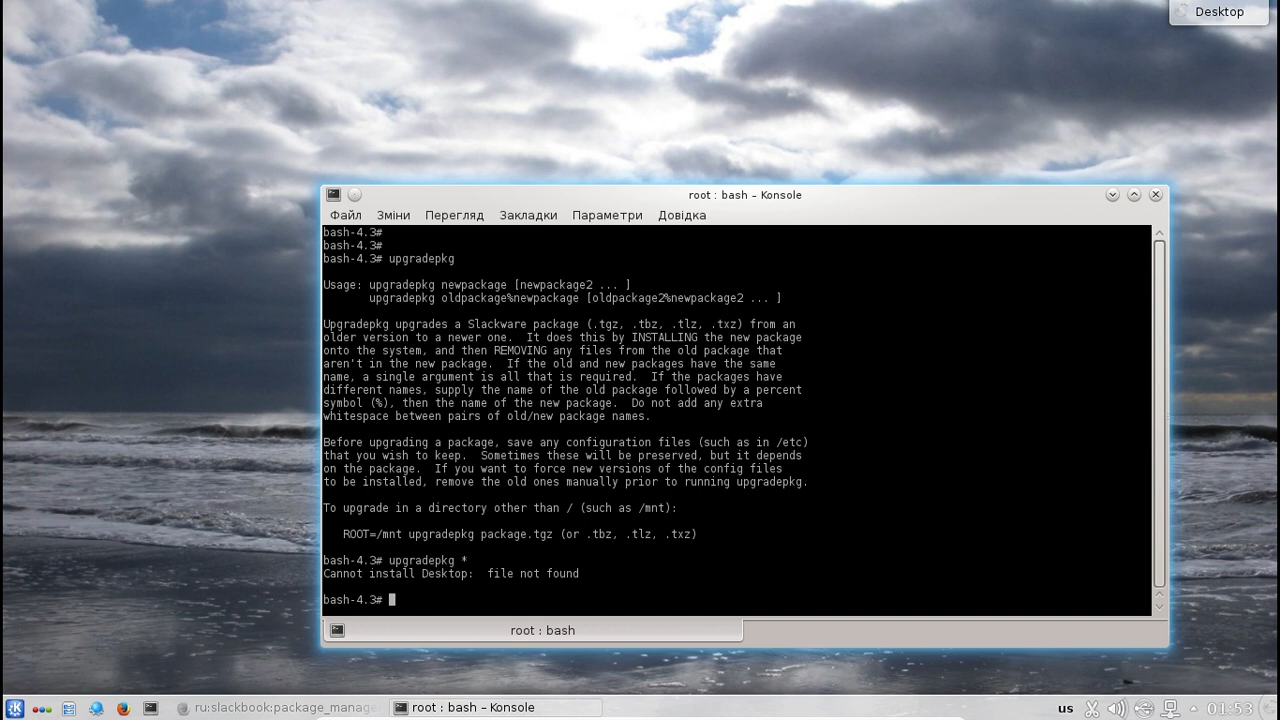 Desktop
root : bash – Konsole
Файл Зміни Перегляд Закладки Параметри Довідка
bash-4.3#
bash-4.3#
bash-4.3# upgradepkg
Usage: upgradepkg newpackage [newpackage2 ... ]
upgradepkg oldpackage%newpackage [oldpackage2%newpackage2 ... ]
Upgradepkg upgrades a Slackware package (.tgz, .tbz, .tlz, .txz) from an
older version to a newer one.  It does this by INSTALLING the new package
onto the system, and then REMOVING any files from the old package that
aren't in the new package.  If the old and new packages have the same
name, a single argument is all that is required.  If the packages have
different names, supply the name of the old package followed by a percent
symbol (%), then the name of the new package.  Do not add any extra
whitespace between pairs of old/new package names.
Before upgrading a package, save any configuration files (such as in /etc)
that you wish to keep.  Sometimes these will be preserved, but it depends
on the package.  If you want to force new versions of the config files
to be installed, remove the old ones manually prior to running upgradepkg.
To upgrade in a directory other than / (such as /mnt):
ROOT=/mnt upgradepkg package.tgz (or .tbz, .tlz, .txz)
bash-4.3# upgradepkg *
Cannot install Desktop:  file not found
bash-4.3#
root : bash
ru:slackbook:package_manage root : bash – Konsole us 01:53